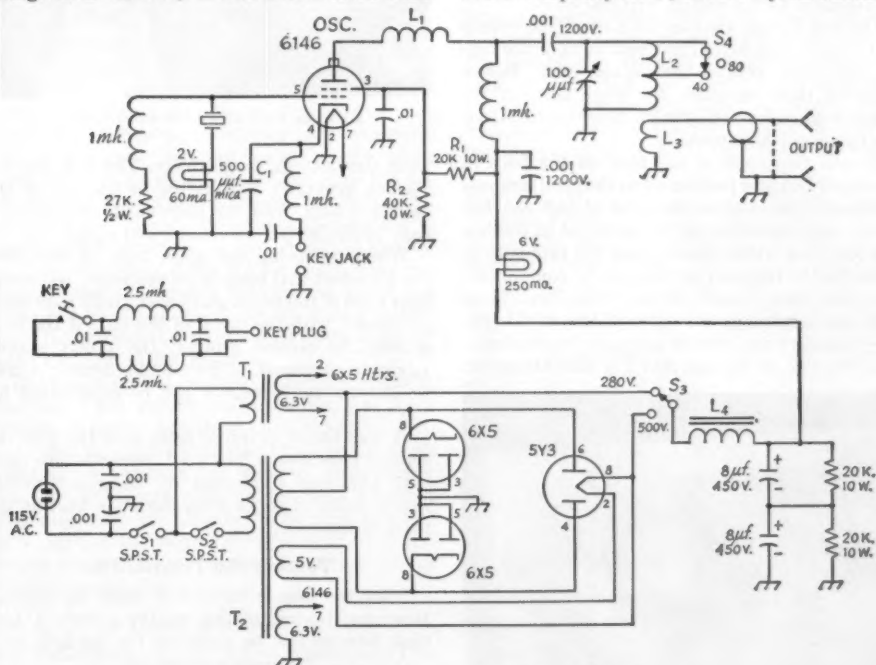 OSC.
6146
L₁
.001
1200V.
S₄
80
40
L₂
100
μμf
5
3
4
2
7
1mh.
.01
1mh.
2V.
60ma.
500
μμf.
mica
C₁
1mh.
27K.
½W.
.01
KEY JACK
R₁
20K 10W.
R₂
40K.
10W.
.001
1200V.
L₃
OUTPUT
6V.
250ma.
KEY
2.5mh
.01
.01
KEY PLUG
2.5mh.
T₁
2
6X5 Htrs.
6.3V.
7
280V.
S₃
500V.
L₄
8
6X5
5
3
3
5
8
6X5
5Y3
6
8
2
4
115V.
A.C.
.001
.001
S₁
S.P.S.T.
S₂
S.P.S.T.
5V
6146
7
6.3V.
T₂
8μf.
450V.
+
-
20K.
10W.
8μf.
450V.
+
-
20K.
10W.